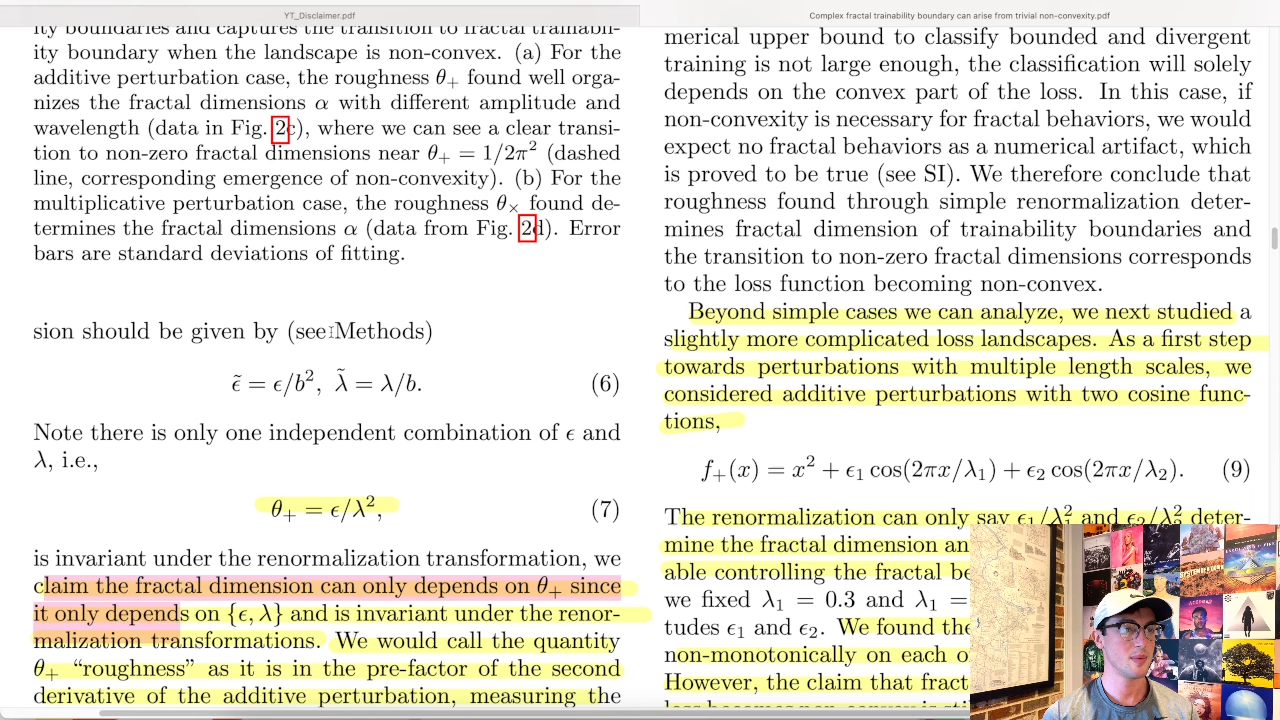 YT_Disclaimer.pdf
Complex fractal trainability boundary can arise from trivial non-convexity.pdf
ity boundaries and captures the transition to fractal trainabil-
ity boundary when the landscape is non-convex. (a) For the
additive perturbation case, the roughness θ₊ found well orga-
nizes the fractal dimensions α with different amplitude and
wavelength (data in Fig. 2c), where we can see a clear transi-
tion to non-zero fractal dimensions near θ₊ = 1/2π² (dashed
line, corresponding emergence of non-convexity). (b) For the
multiplicative perturbation case, the roughness θ× found de-
termines the fractal dimensions α (data from Fig. 2d). Error
bars are standard deviations of fitting.
sion should be given by (see Methods)
ϵ̃ = ϵ/b², λ̃ = λ/b. (6)
Note there is only one independent combination of ϵ and
λ, i.e.,
θ₊ = ϵ/λ², (7)
is invariant under the renormalization transformation, we
claim the fractal dimension can only depends on θ₊ since
it only depends on {ϵ, λ} and is invariant under the renor-
malization transformations. We would call the quantity
θ₊ “roughness” as it is in the pre-factor of the second
derivative of the additive perturbation, measuring the
merical upper bound to classify bounded and divergent
training is not large enough, the classification will solely
depends on the convex part of the loss. In this case, if
non-convexity is necessary for fractal behaviors, we would
expect no fractal behaviors as a numerical artifact, which
is proved to be true (see SI). We therefore conclude that
roughness found through simple renormalization deter-
mines fractal dimension of trainability boundaries and
the transition to non-zero fractal dimensions corresponds
to the loss function becoming non-convex.
Beyond simple cases we can analyze, we next studied a
slightly more complicated loss landscapes. As a first step
towards perturbations with multiple length scales, we
considered additive perturbations with two cosine func-
tions,
f₊(x) = x² + ϵ₁ cos(2πx/λ₁) + ϵ₂ cos(2πx/λ₂). (9)
The renormalization can only say ϵ₁/λ₁² and ϵ₂/λ₂² deter-
mine the fractal dimension an
able controlling the fractal be
we fixed λ₁ = 0.3 and λ₁ =
tudes ϵ₁ and ϵ₂. We found the
non-monotonically on each o
However, the claim that fract